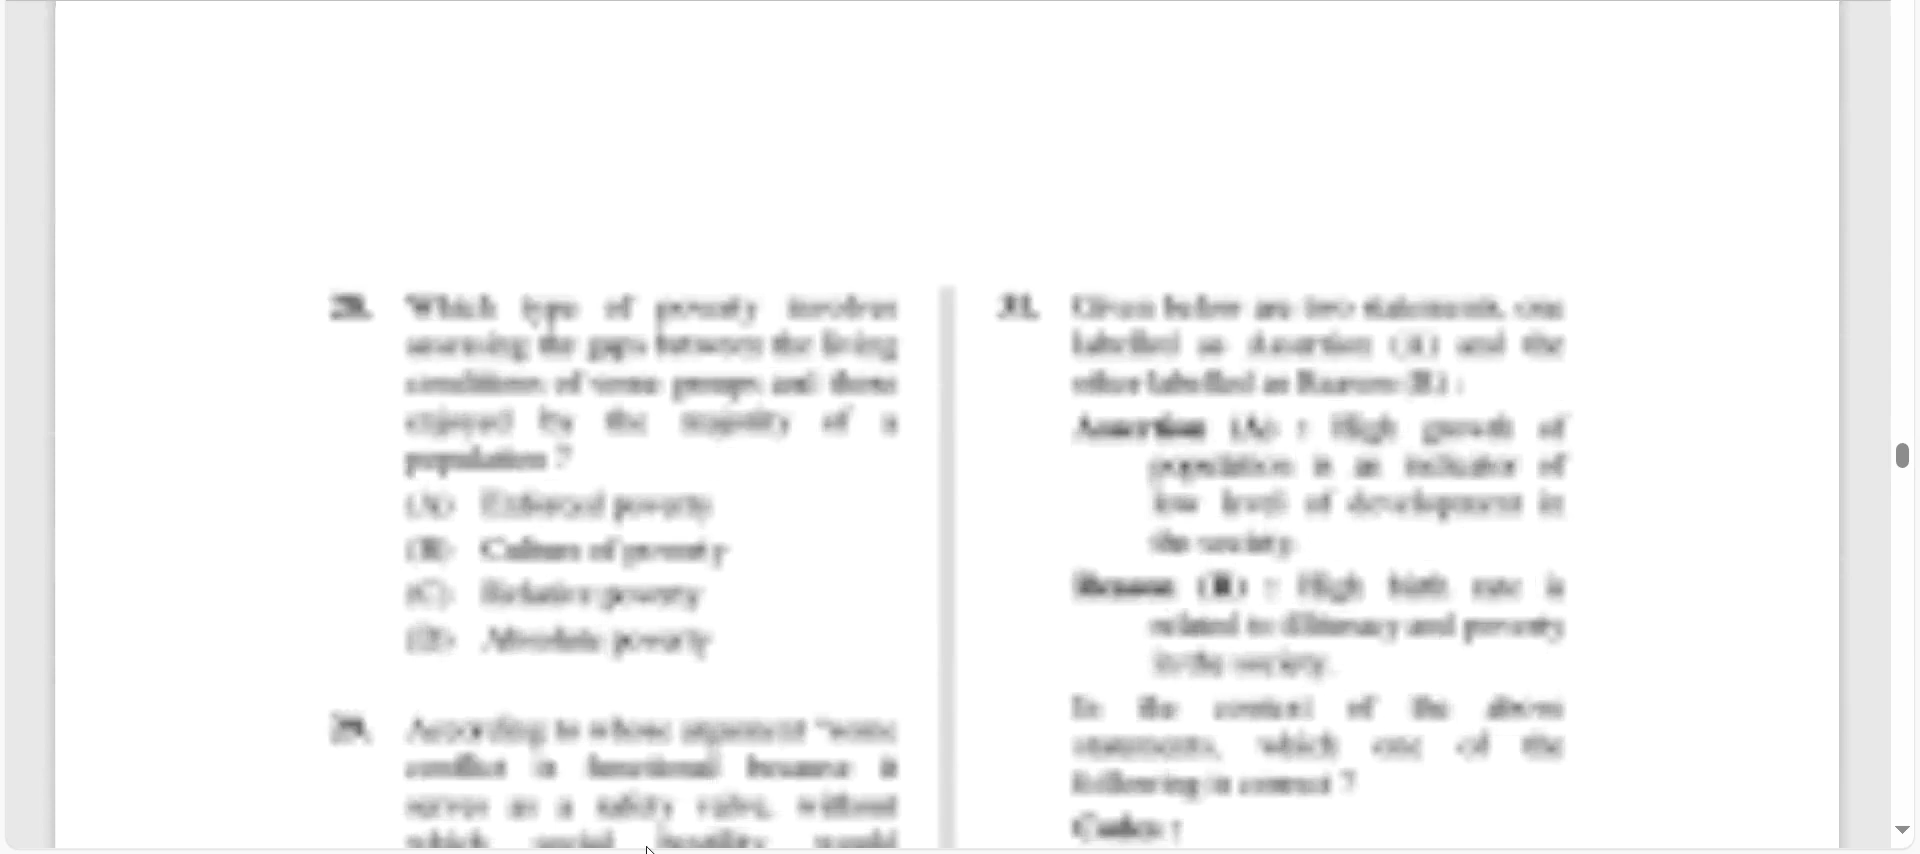 28. Which type of poverty involves
assessing the gaps between the living
conditions of some groups and those
enjoyed by the majority of a
population ?
(A) Enforced poverty
(B) Culture of poverty
(C) Relative poverty
(D) Absolute poverty
29. According to whose argument "some
conflict is functional because it
serves as a safety valve, without
which social hostility would
31. Given below are two statements, one
labelled as Assertion (A) and the
other labelled as Reason (R) :
Assertion (A) : High growth of
population is an indicator of
low level of development in
the society.
Reason (R) : High birth rate is
related to illiteracy and poverty
in the society.
In the context of the above
statements, which one of the
following is correct ?
Codes :